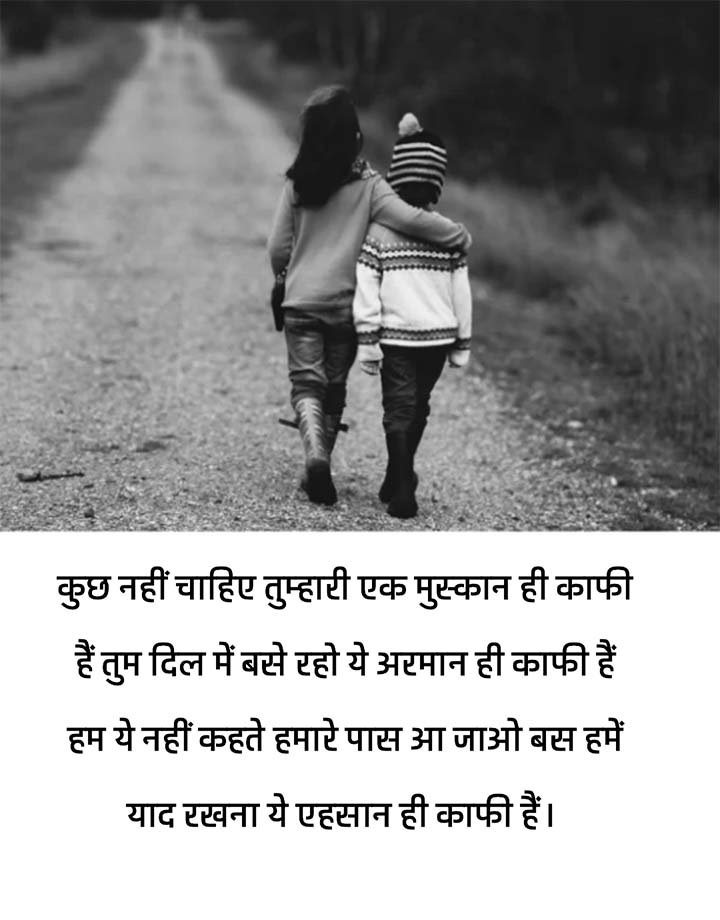 कुछ नहीं चाहिए तुम्हारी एक मुस्कान ही काफी
हैं तुम दिल में बसे रहो ये अरमान ही काफी हैं
हम ये नहीं कहते हमारे पास आ जाओ बस हमें
याद रखना ये एहसान ही काफी हैं।